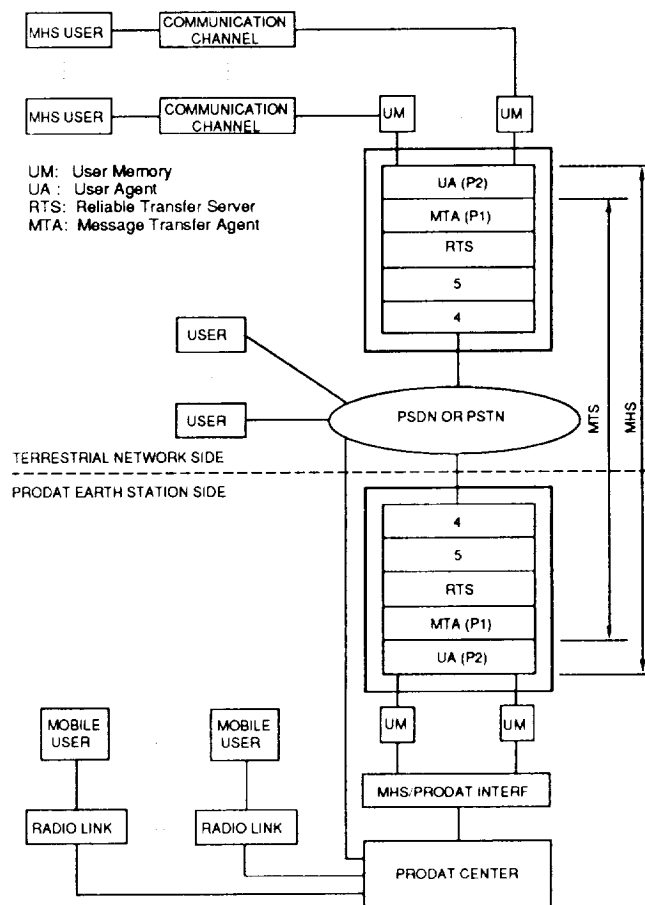 MHS USER
COMMUNICATION
CHANNEL
MHS USER
COMMUNICATION
CHANNEL
UM
UM
UM: User Memory
UA : User Agent
RTS: Reliable Transfer Server
MTA: Message Transfer Agent
UA (P2)
MTA (P1)
RTS
5
4
USER
USER
PSDN OR PSTN
MTS
MHS
TERRESTRIAL NETWORK SIDE
PRODAT EARTH STATION SIDE
4
5
RTS
MTA (P1)
UA (P2)
UM
UM
MOBILE
USER
MOBILE
USER
MHS/PRODAT INTERF
RADIO LINK
RADIO LINK
PRODAT CENTER